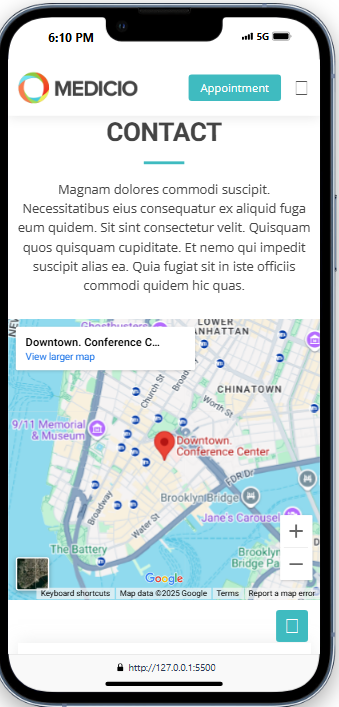 6:10 PM
5G
MEDICIO
Appointment
CONTACT
Magnam dolores commodi suscipit.
Necessitatibus eius consequatur ex aliquid fuga
eum quidem. Sit sint consectetur velit. Quisquam
quos quisquam cupiditate. Et nemo qui impedit
suscipit alias ea. Quia fugiat sit in iste officiis
commodi quidem hic quas.
Ghostbusters
LOWER
MANHATTAN
Downtown. Conference C...
View larger map
Church St
Broad
CHINATOWN
Worth St
9/11 Memorial
& Museum
Downtown.
Conference Center
FDR Dr
Brooklyn Bridge
Broadway
Water St
Jane's Carousel
The Battery
Brooklyn
Bridge Pa
Google
Keyboard shortcuts
Map data ©2025 Google
Terms
Report a map error
http://127.0.0.1:5500